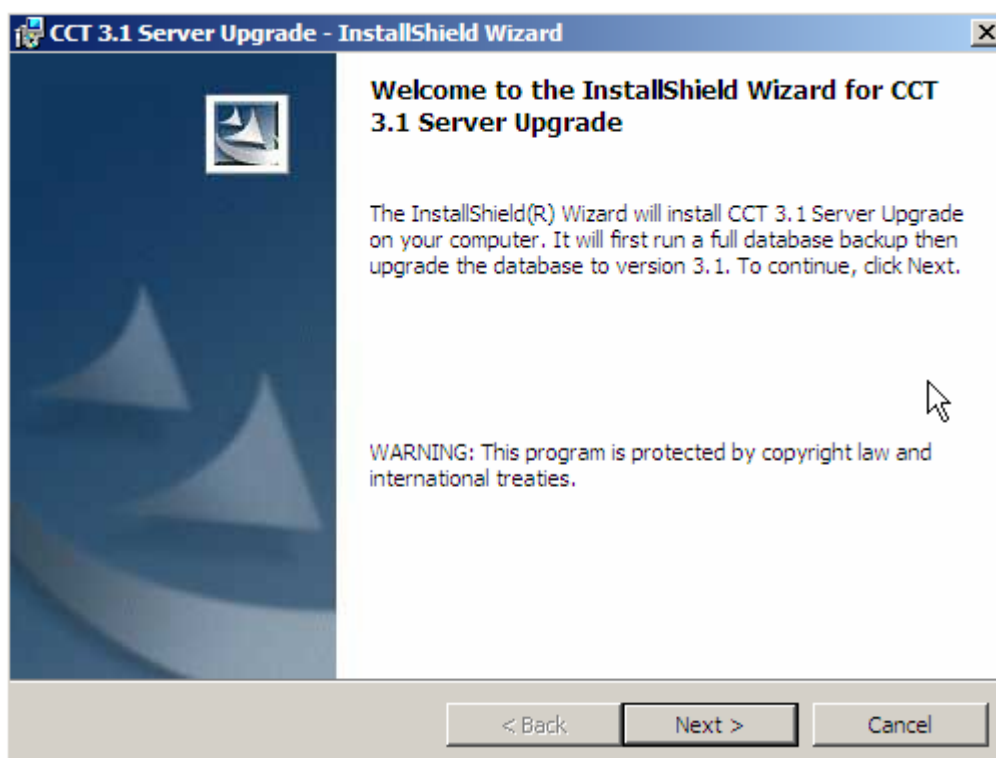 CCT 3.1 Server Upgrade - InstallShield Wizard
Welcome to the InstallShield Wizard for CCT
3.1 Server Upgrade
The InstallShield(R) Wizard will install CCT 3.1 Server Upgrade
on your computer. It will first run a full database backup then
upgrade the database to version 3.1. To continue, click Next.
WARNING: This program is protected by copyright law and
international treaties.
< Back
Next >
Cancel